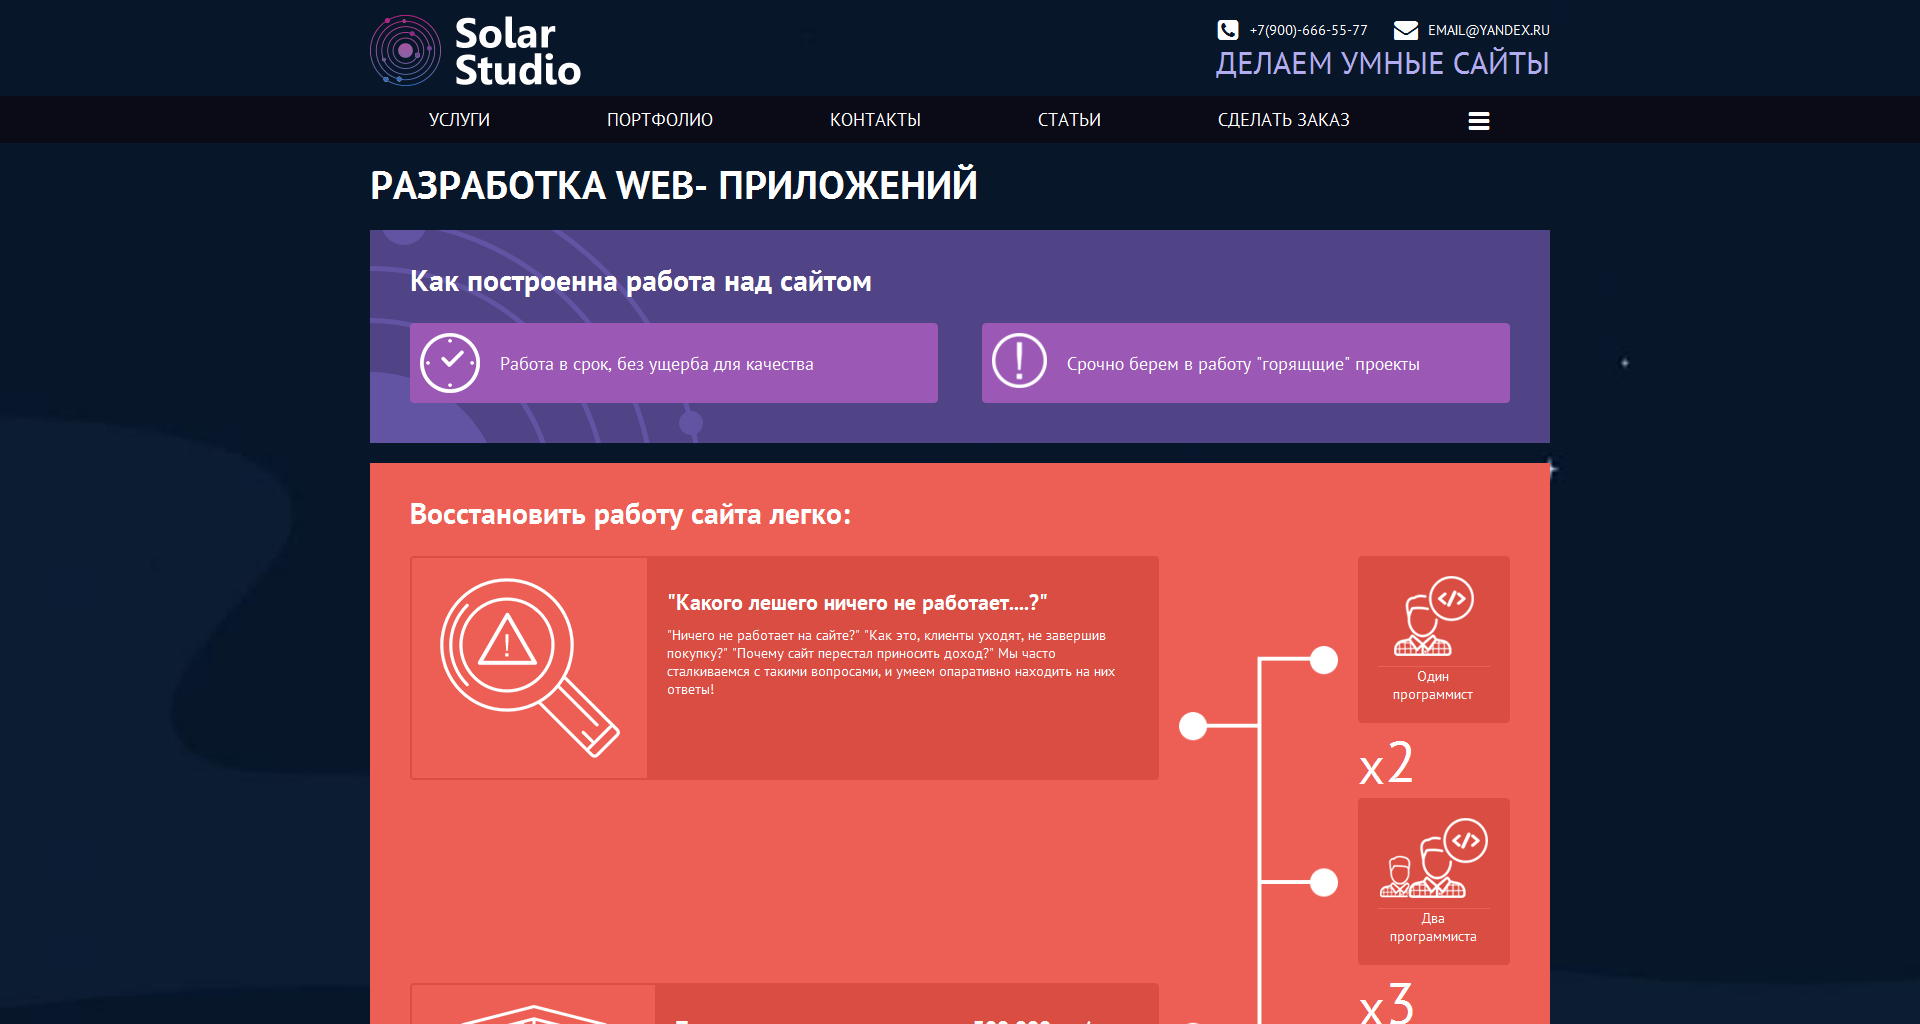 Solar
Studio
+7(900)-666-55-77
EMAIL@YANDEX.RU
ДЕЛАЕМ УМНЫЕ САЙТЫ
УСЛУГИ
ПОРТФОЛИО
КОНТАКТЫ
СТАТЬИ
СДЕЛАТЬ ЗАКАЗ
РАЗРАБОТКА WEB- ПРИЛОЖЕНИЙ
Как построенна работа над сайтом
Работа в срок, без ущерба для качества
Срочно берем в работу "горящщие" проекты
Восстановить работу сайта легко:
"Какого лешего ничего не работает....?"
"Ничего не работает на сайте?" "Как это, клиенты уходят, не завершив
покупку?" "Почему сайт перестал приносить доход?" Мы часто
сталкиваемся с такими вопросами, и умеем опаративно находить на них
ответы!
Один
программист
x2
Два
программиста
x3